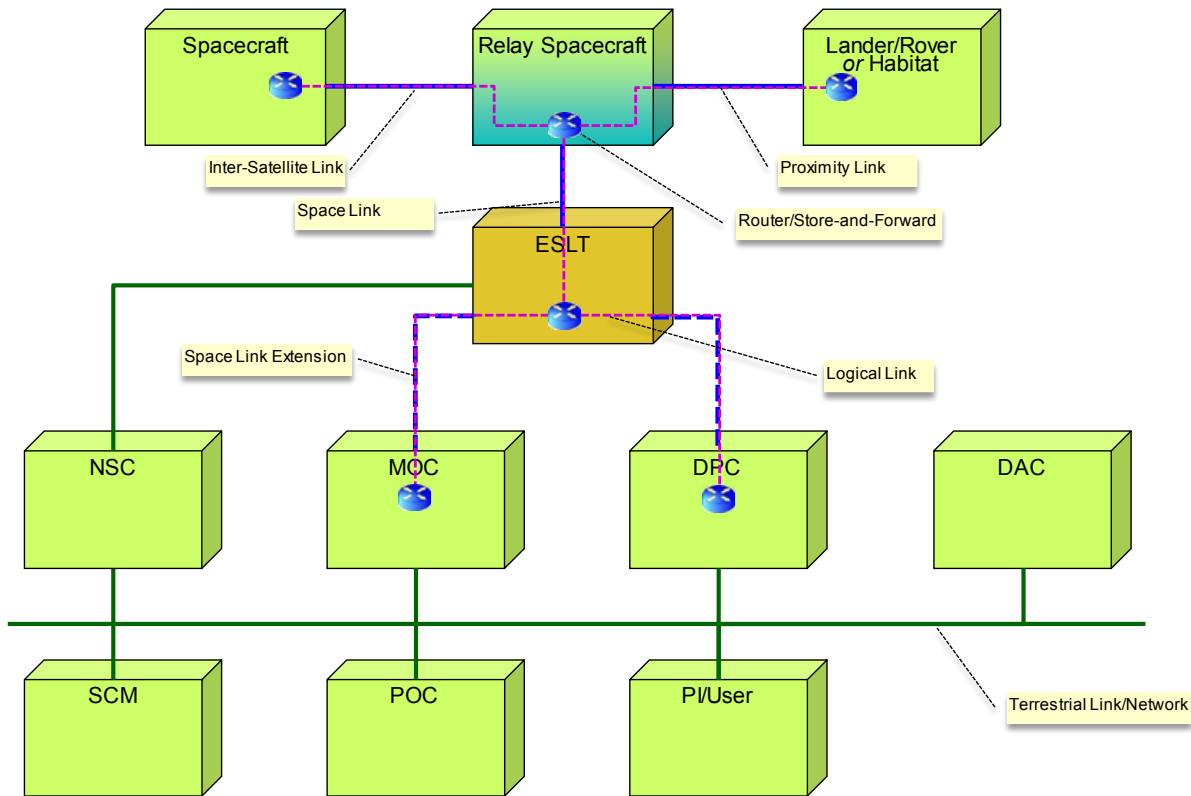 Spacecraft
Relay Spacecraft
Lander/Rover
or Habitat
Inter-Satellite Link
Proximity Link
Space Link
Router/Store-and-Forward
ESLT
Space Link Extension
Logical Link
NSC
MOC
DPC
DAC
SCM
POC
PI/User
Terrestrial Link/Network